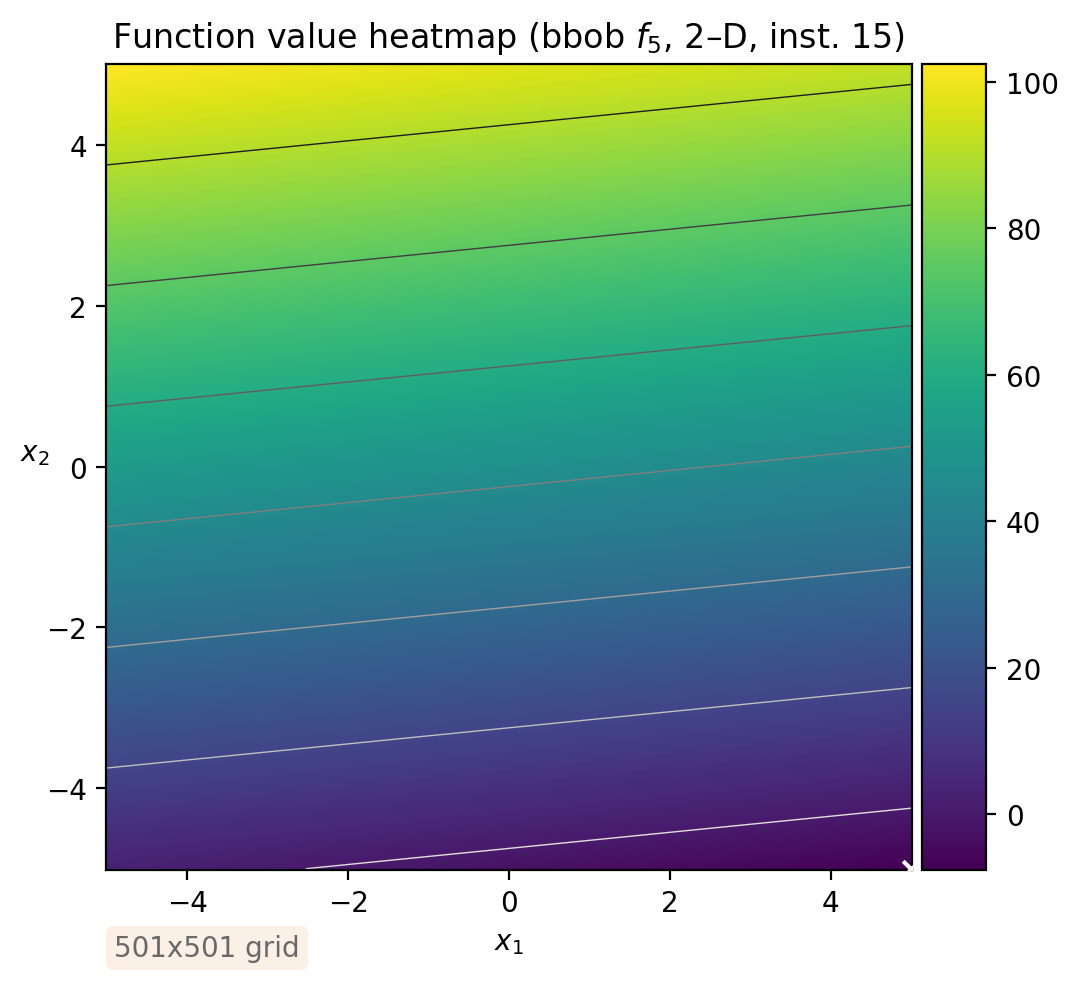 Function value heatmap (bbob f₅, 2–D, inst. 15)
100
80
60
40
20
0
4
2
0
−2
−4
x₂
−4 −2 0 2 4
x₁
501x501 grid